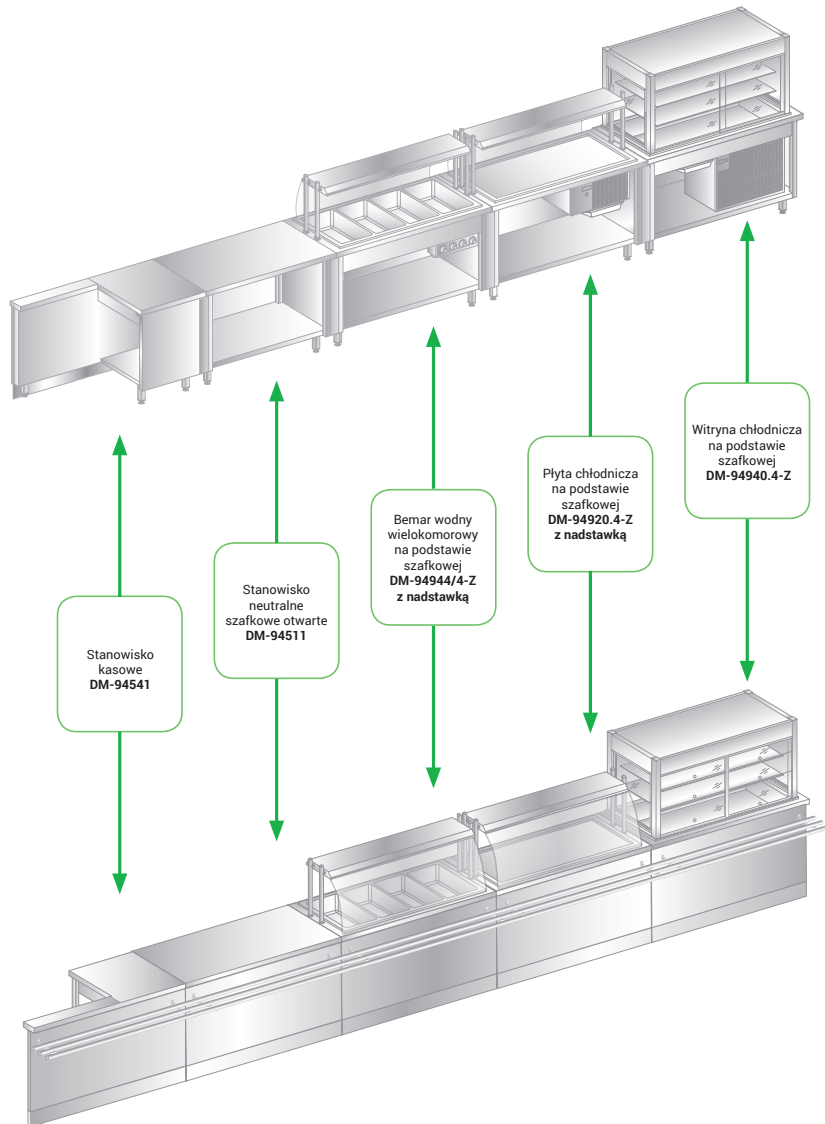 Witryna chłodnicza
na podstawie
szafkowej
DM-94940.4-Z
Płyta chłodnicza
na podstawie
szafkowej
DM-94920.4-Z
z nadstawką
Bemar wodny
wielokomorowy
na podstawie
szafkowej
DM-94944/4-Z
z nadstawką
Stanowisko
neutralne
szafkowe otwarte
DM-94511
Stanowisko
kasowe
DM-94541